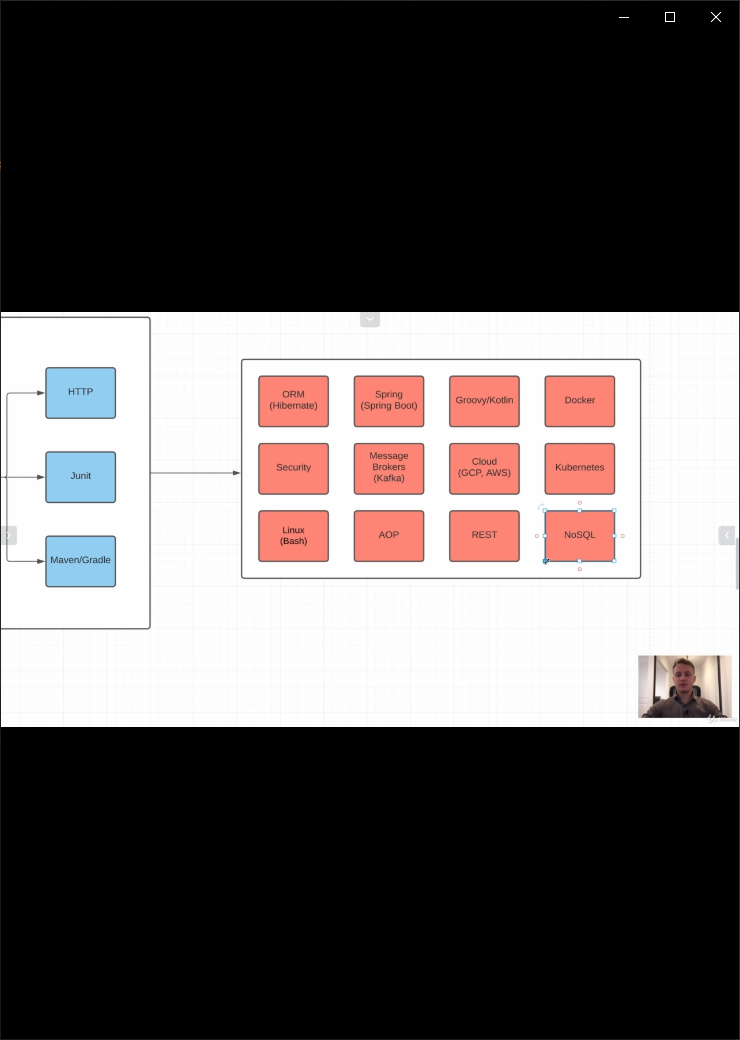 HTTP
Junit
Maven/Gradle
ORM
(Hibernate)
Spring
(Spring Boot)
Groovy/Kotlin
Docker
Security
Message
Brokers
(Kafka)
Cloud
(GCP, AWS)
Kubernetes
Linux
(Bash)
AOP
REST
NoSQL